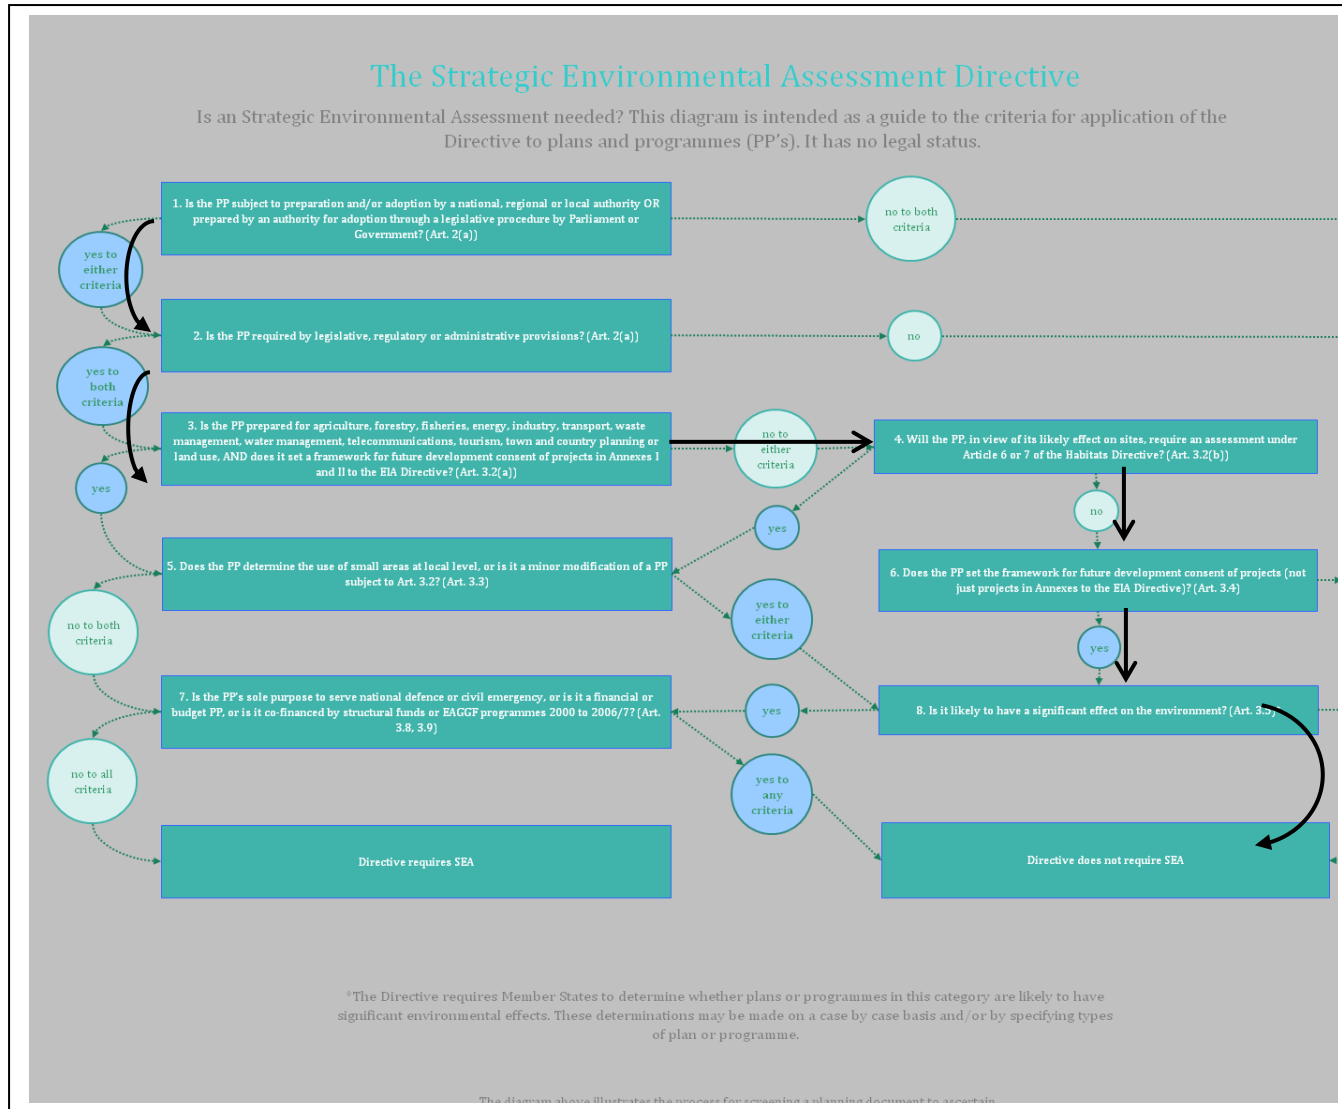 The Strategic Environmental Assessment Directive
Is an Strategic Environmental Assessment needed? This diagram is intended as a guide to the criteria for application of the
Directive to plans and programmes (PP's). It has no legal status.
1. Is the PP subject to preparation and/or adoption by a national, regional or local authority OR
prepared by an authority for adoption through a legislative procedure by Parliament or
Government? (Art. 2(a))
no to both
criteria
yes to
either
criteria
2. Is the PP required by legislative, regulatory or administrative provisions? (Art. 2(a))
no
yes to
both
criteria
3. Is the PP prepared for agriculture, forestry, fisheries, energy, industry, transport, waste
management, water management, telecommunications, tourism, town and country planning or
land use, AND does it set a framework for future development consent of projects in Annexes I
and II to the EIA Directive? (Art. 3.2(a))
no to
either
criteria
4. Will the PP, in view of its likely effect on sites, require an assessment under
Article 6 or 7 of the Habitats Directive? (Art. 3.2(b))
yes
no
yes
5. Does the PP determine the use of small areas at local level, or is it a minor modification of a PP
subject to Art. 3.2? (Art. 3.3)
6. Does the PP set the framework for future development consent of projects (not
just projects in Annexes to the EIA Directive)? (Art. 3.4)
no to both
criteria
yes to
either
criteria
yes
7. Is the PP's sole purpose to serve national defence or civil emergency, or is it a financial or
budget PP, or is it co-financed by structural funds or EAGGF programmes 2000 to 2006/7? (Art.
3.8, 3.9)
yes
8. Is it likely to have a significant effect on the environment? (Art. 3.5)*
no to all
criteria
yes to
any
criteria
Directive requires SEA
Directive does not require SEA
*The Directive requires Member States to determine whether plans or programmes in this category are likely to have
significant environmental effects. These determinations may be made on a case by case basis and/or by specifying types
of plan or programme.
The diagram above illustrates the process for screening a planning document to ascertain